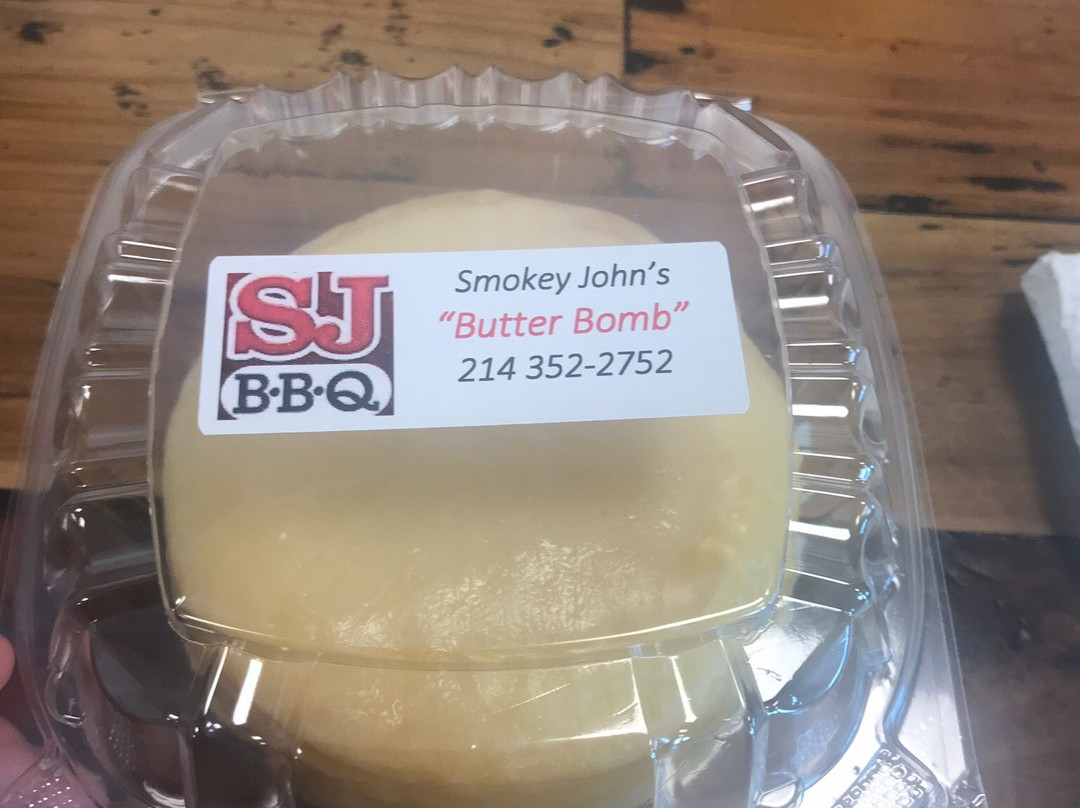 SJ
B·B·Q
Smokey John's
“Butter Bomb”
214 352-2752